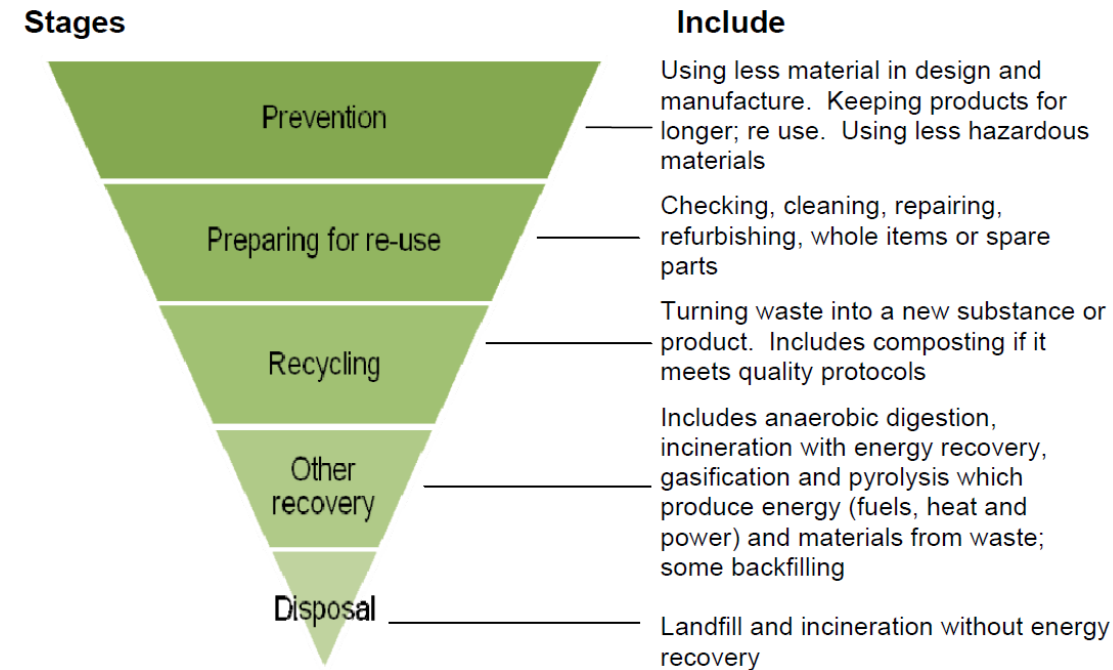 Stages
Include
Prevention
Using less material in design and
manufacture.  Keeping products for
longer; re use.  Using less hazardous
materials
Preparing for re-use
Checking, cleaning, repairing,
refurbishing, whole items or spare
parts
Recycling
Turning waste into a new substance or
product.  Includes composting if it
meets quality protocols
Other
recovery
Includes anaerobic digestion,
incineration with energy recovery,
gasification and pyrolysis which
produce energy (fuels, heat and
power) and materials from waste;
some backfilling
Disposal
Landfill and incineration without energy
recovery